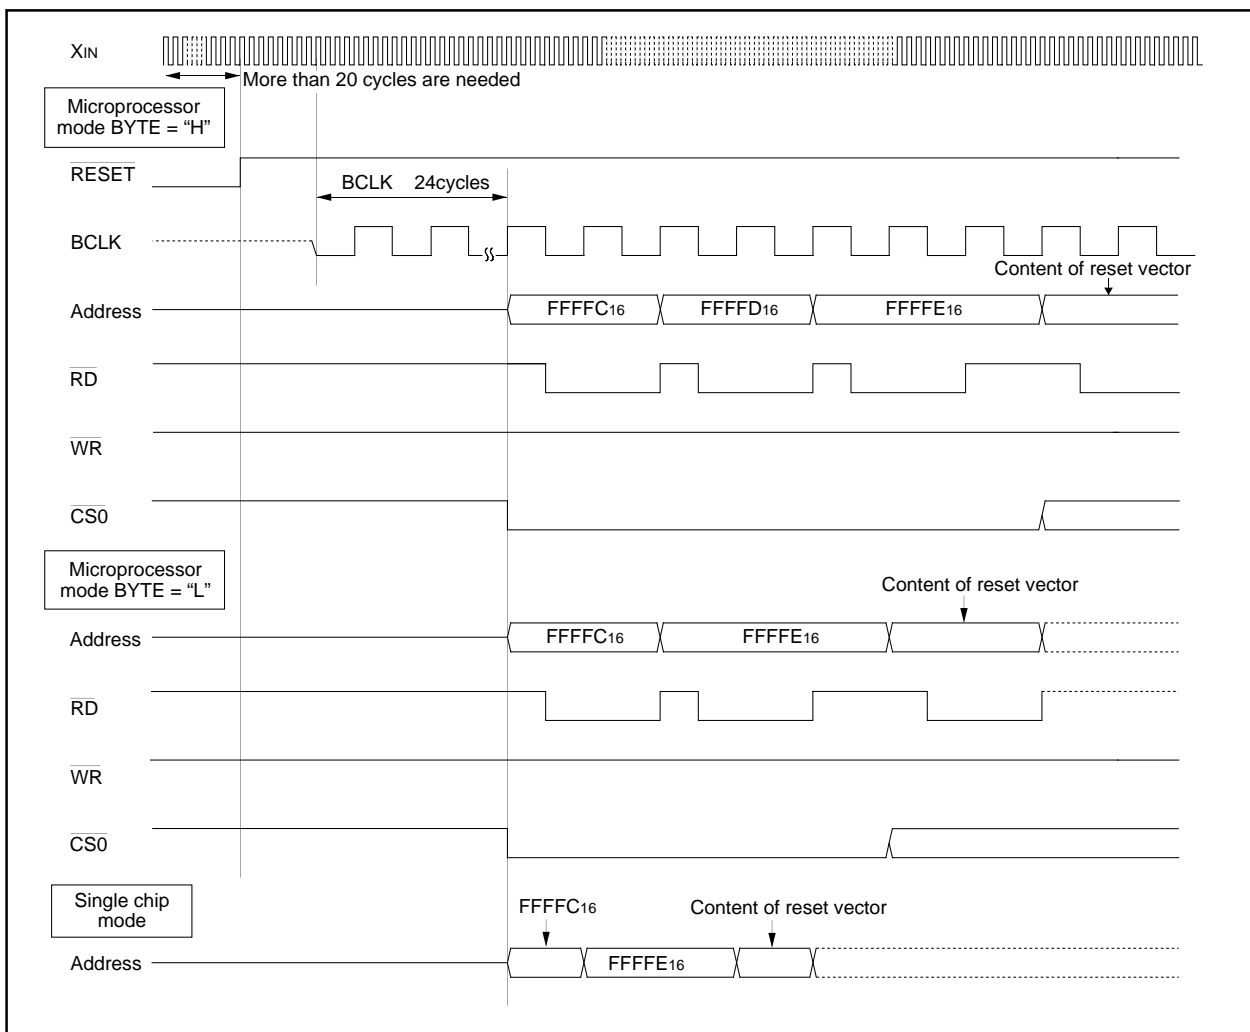 XIN
More than 20 cycles are needed
Microprocessor
mode BYTE = “H”
RESET
BCLK 24cycles
BCLK
Content of reset vector
Address
FFFFC16
FFFFD16
FFFFE16
RD
WR
CS0
Microprocessor
mode BYTE = “L”
Content of reset vector
Address
FFFFC16
FFFFE16
RD
WR
CS0
Single chip
mode
FFFFC16
Content of reset vector
Address
FFFFE16